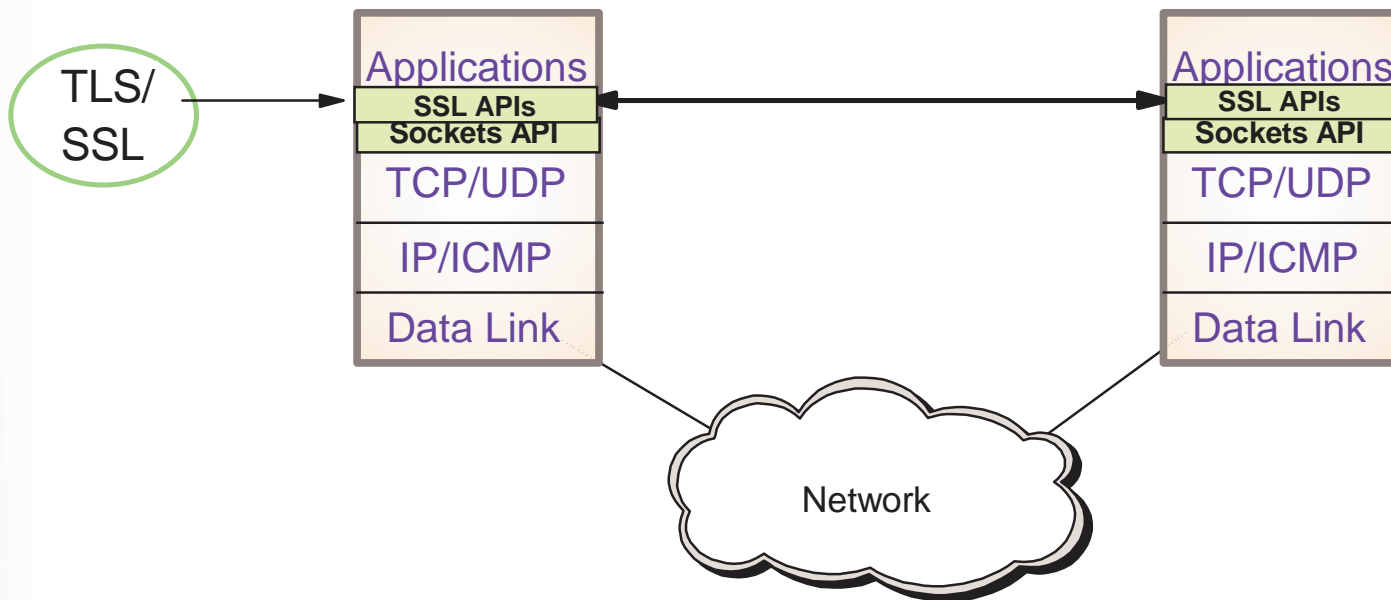 TLS/
SSL
Applications
SSL APIs
Sockets API
TCP/UDP
IP/ICMP
Data Link
Applications
SSL APIs
Sockets API
TCP/UDP
IP/ICMP
Data Link
Network